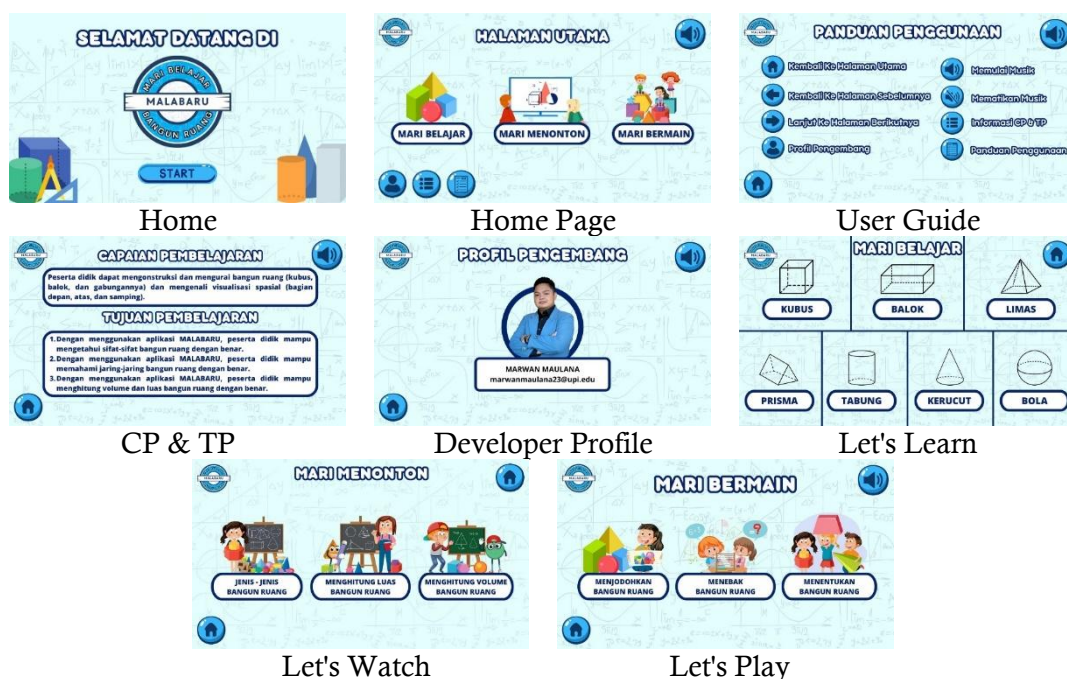 SELAMAT DATANG DI
MARI BELAJAR
MALABARU
BANGUN RUANG
START
Home
MALABARU
HALAMAN UTAMA
MARI BELAJAR
MARI MENONTON
MARI BERMAIN
Home Page
MALABARU
PANDUAN PENGGUNAAN
Kembali Ke Halaman Utama
Kembali Ke Halaman Sebelumnya
Lanjut Ke Halaman Berikutnya
Profil Pengembang
Memulai Musik
Mematikan Musik
Informasi CP & TP
Panduan Penggunaan
User Guide
MALABARU
CAPAIAN PEMBELAJARAN
Peserta didik dapat mengonstruksi dan mengurai bangun ruang (kubus,
balok, dan gabungannya) dan mengenali visualisasi spasial (bagian
depan, atas, dan samping).
TUJUAN PEMBELAJARAN
1.Dengan menggunakan aplikasi MALABARU, peserta didik mampu
mengetahui sifat-sifat bangun ruang dengan benar.
2.Dengan menggunakan aplikasi MALABARU, peserta didik mampu
memahami jaring-jaring bangun ruang dengan benar.
3.Dengan menggunakan aplikasi MALABARU, peserta didik mampu
menghitung volume dan luas bangun ruang dengan benar.
CP & TP
MALABARU
PROFIL PENGEMBANG
MARWAN MAULANA
marwanmaulana23@upi.edu
Developer Profile
MALABARU
MARI BELAJAR
KUBUS
BALOK
LIMAS
PRISMA
TABUNG
KERUCUT
BOLA
Let's Learn
MALABARU
MARI MENONTON
JENIS - JENIS
BANGUN RUANG
MENGHITUNG LUAS
BANGUN RUANG
MENGHITUNG VOLUME
BANGUN RUANG
Let's Watch
MALABARU
MARI BERMAIN
MENJODOHKAN
BANGUN RUANG
MENEBAK
BANGUN RUANG
MENENTUKAN
BANGUN RUANG
Let's Play